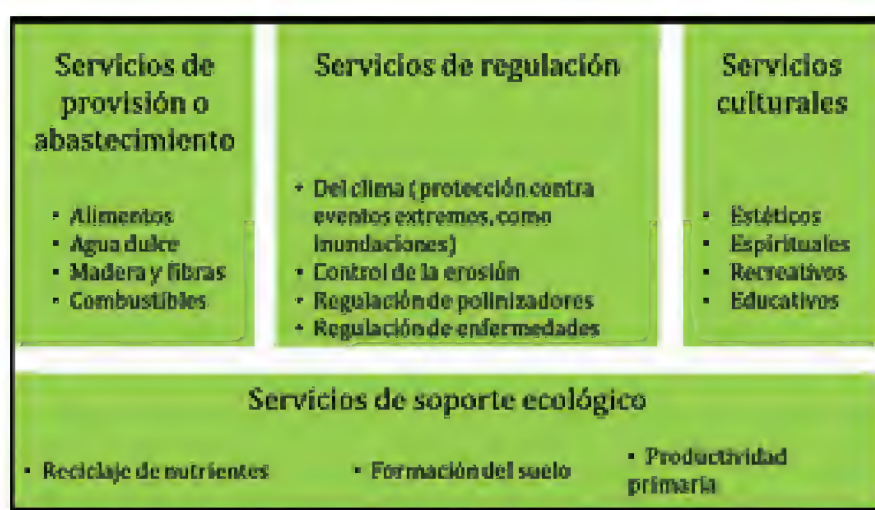 Servicios de
provisión o
abastecimiento
• Alimentos
• Agua dulce
• Madera y fibras
• Combustibles
Servicios de regulación
• Del clima (protección contra
eventos extremos, como
inundaciones)
• Control de la erosión
• Regulación de polinizadores
• Regulación de enfermedades
Servicios
culturales
• Estéticos
• Espirituales
• Recreativos
• Educativos
Servicios de soporte ecológico
• Reciclaje de nutrientes
• Formación del suelo
• Productividad
primaria